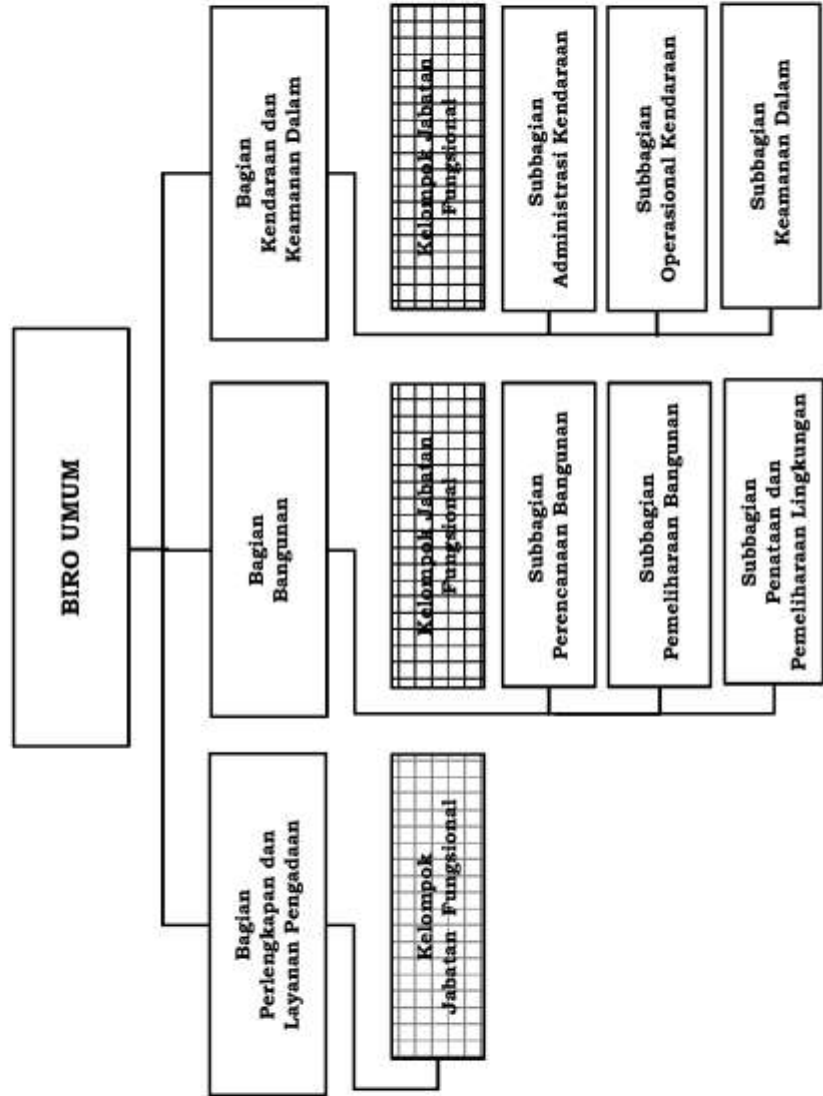 BIRO UMUM
Bagian
Perlengkapan dan
Layanan Pengadaan
Bagian
Bangunan
Bagian
Kendaraan dan
Keamanan Dalam
Kelompok
Jabatan Fungsional
Kelompok Jabatan
Fungsional
Subbagian
Perencanaan Bangunan
Subbagian
Pemeliharaan Bangunan
Subbagian
Penataan dan
Pemeliharaan Lingkungan
Kelompok Jabatan
Fungsional
Subbagian
Administrasi Kendaraan
Subbagian
Operasional Kendaraan
Subbagian
Keamanan Dalam